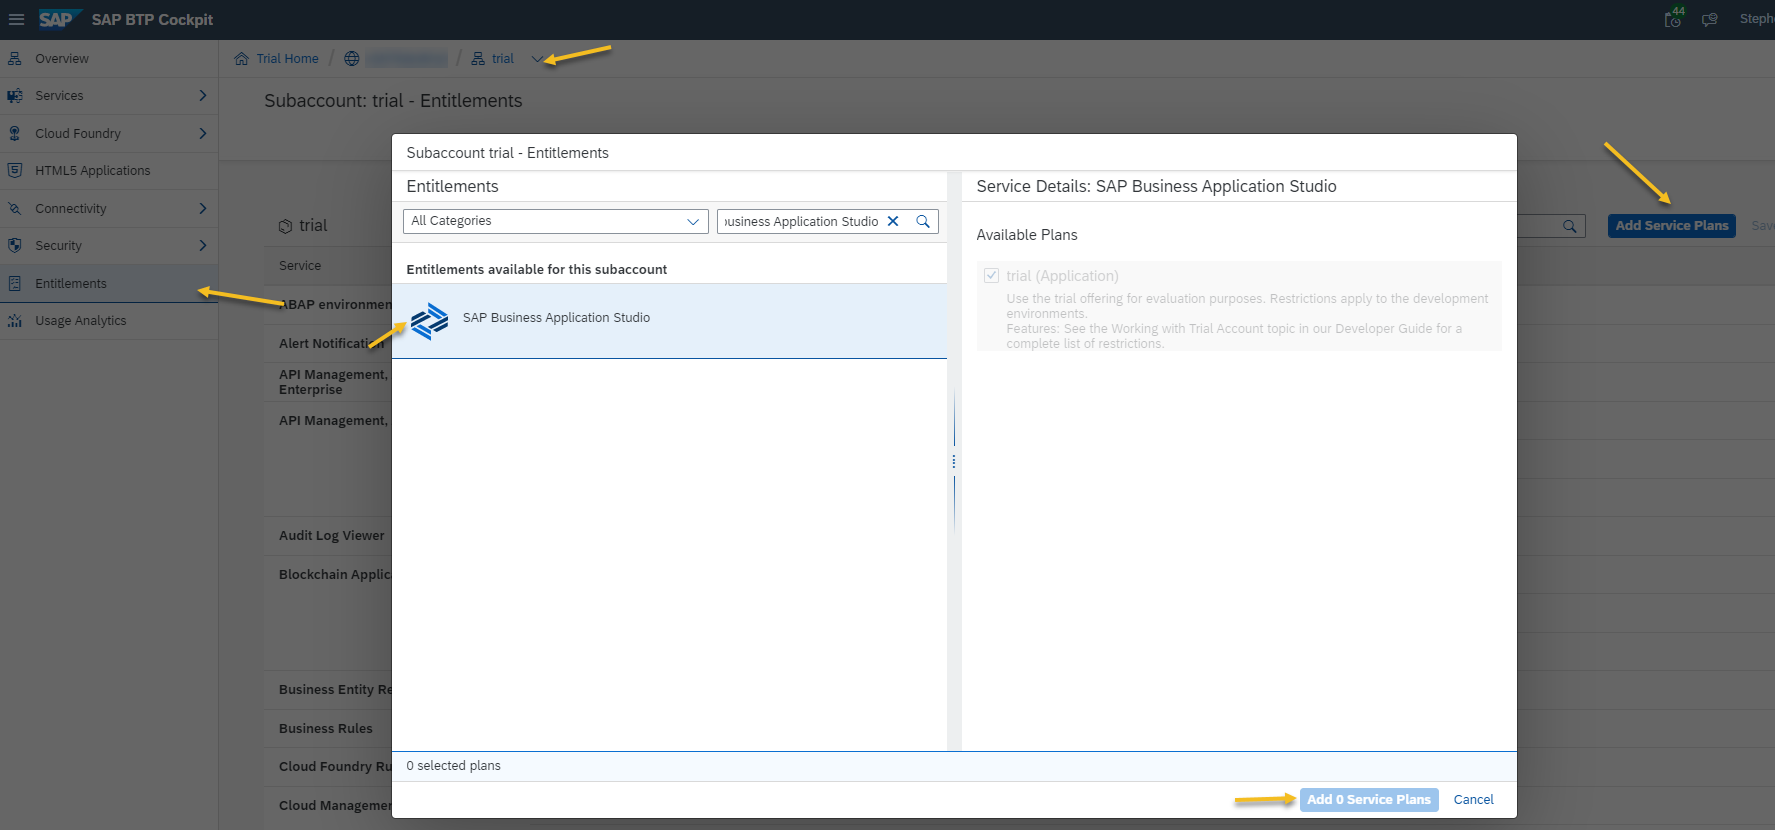 SAP SAP BTP Cockpit
44
Steph
Overview
Services
Cloud Foundry
HTML5 Applications
Connectivity
Security
Entitlements
Usage Analytics
Trial Home / / trial
Subaccount: trial - Entitlements
trial
Add Service Plans
Save
Service
ABAP environmen
Alert Notification
API Management,
Enterprise
API Management,
Audit Log Viewer
Blockchain Applica
Business Entity Re
Business Rules
Cloud Foundry Ru
Cloud Managemen
Subaccount trial - Entitlements
Entitlements
All Categories
business Application Studio
Entitlements available for this subaccount
SAP Business Application Studio
Service Details: SAP Business Application Studio
Available Plans
trial (Application)
Use the trial offering for evaluation purposes. Restrictions apply to the development
environments.
Features: See the Working with Trial Account topic in our Developer Guide for a
complete list of restrictions.
0 selected plans
Add 0 Service Plans
Cancel